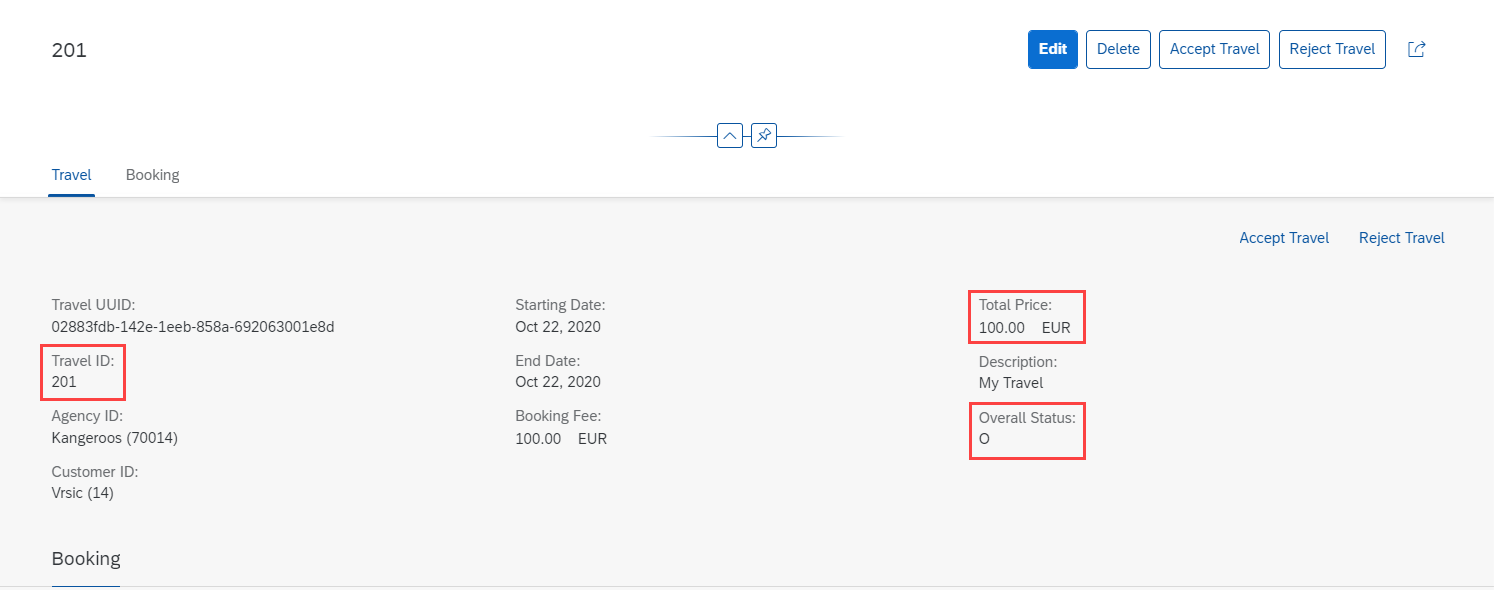 201
Edit
Delete
Accept Travel
Reject Travel
Travel
Booking
Accept Travel
Reject Travel
Travel UUID:
02883fdb-142e-1eeb-858a-692063001e8d
Travel ID:
201
Agency ID:
Kangeroos (70014)
Customer ID:
Vrsic (14)
Starting Date:
Oct 22, 2020
End Date:
Oct 22, 2020
Booking Fee:
100.00 EUR
Total Price:
100.00 EUR
Description:
My Travel
Overall Status:
O
Booking